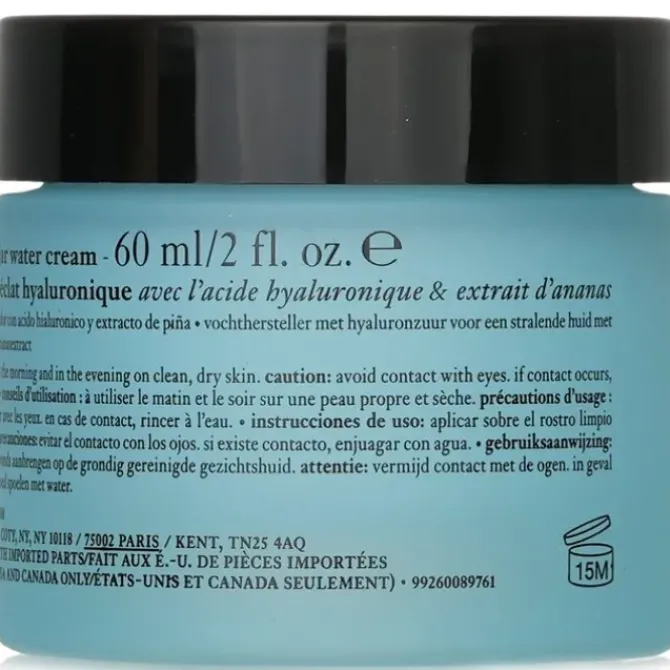 water cream - 60 ml/2 fl. oz. ℮
éclat hyaluronique avec l'acide hyaluronique & extrait d'ananas
con acido hialuronico y extracto de piña • vochthersteller met hyaluronzuur voor een stralende huid met
the morning and in the evening on clean, dry skin. caution: avoid contact with eyes. if contact occurs,
conseils d'utilisation : à utiliser le matin et le soir sur une peau propre et sèche. précautions d'usage :
avec les yeux. en cas de contact, rincer à l'eau. • instrucciones de uso: aplicar sobre el rostro limpio
evitar el contacto con los ojos. si existe contacto, enjuagar con agua. • gebruiksaanwijzing:
aanbrengen op de grondig gereinigde gezichtshuid. attentie: vermijd contact met de ogen. in geval
spoelen met water.
COTY, NY, NY 10118 / 75002 PARIS / KENT, TN25 4AQ
IMPORTED PARTS/FAIT AUX É.-U. DE PIÈCES IMPORTÉES
AND CANADA ONLY/ÉTATS-UNIS ET CANADA SEULEMENT) • 99260089761
15M